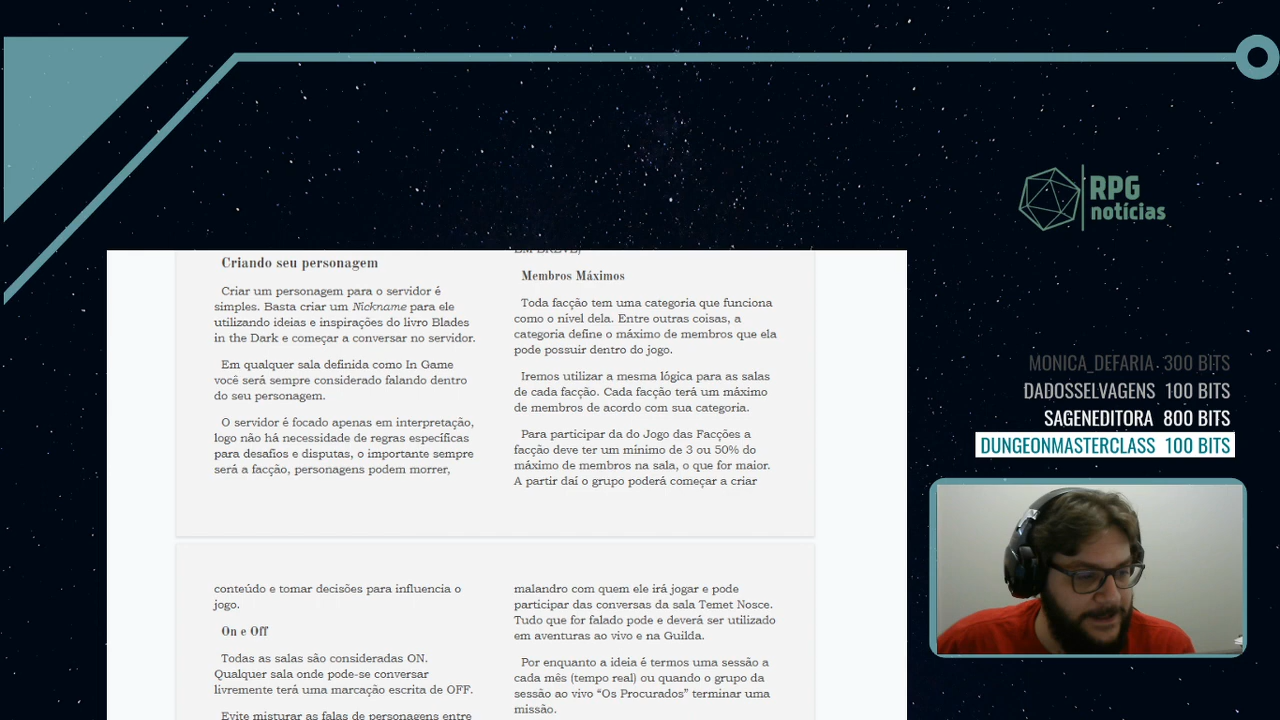 RPG
notícias
Criando seu personagem
Criar um personagem para o servidor é
simples. Basta criar um Nickname para ele
utilizando ideias e inspirações do livro Blades
in the Dark e começar a conversar no servidor.
Em qualquer sala definida como In Game
você será sempre considerado falando dentro
do seu personagem.
O servidor é focado apenas em interpretação,
logo não há necessidade de regras específicas
para desafios e disputas, o importante sempre
será a facção, personagens podem morrer,
Membros Máximos
Toda facção tem uma categoria que funciona
como o nível dela. Entre outras coisas, a
categoria define o máximo de membros que ela
pode possuir dentro do jogo.
Iremos utilizar a mesma lógica para as salas
de cada facção. Cada facção terá um máximo
de membros de acordo com sua categoria.
Para participar da do Jogo das Facções a
facção deve ter um mínimo de 3 ou 50% do
máximo de membros na sala, o que for maior.
A partir daí o grupo poderá começar a criar
conteúdo e tomar decisões para influencia o
jogo.
On e Off
Todas as salas são consideradas ON.
Qualquer sala onde pode-se conversar
livremente terá uma marcação escrita de OFF.
Evite misturar as falas de personagens entre
malandro com quem ele irá jogar e pode
participar das conversas da sala Temet Nosce.
Tudo que for falado pode e deverá ser utilizado
em aventuras ao vivo e na Guilda.
Por enquanto a ideia é termos uma sessão a
cada mês (tempo real) ou quando o grupo da
sessão ao vivo “Os Procurados” terminar uma
missão.
MONICA_DEFARIA 300 BITS
DADOSSELVAGENS 100 BITS
SAGENEDITORA 800 BITS
DUNGEONMASTERCLASS 100 BITS